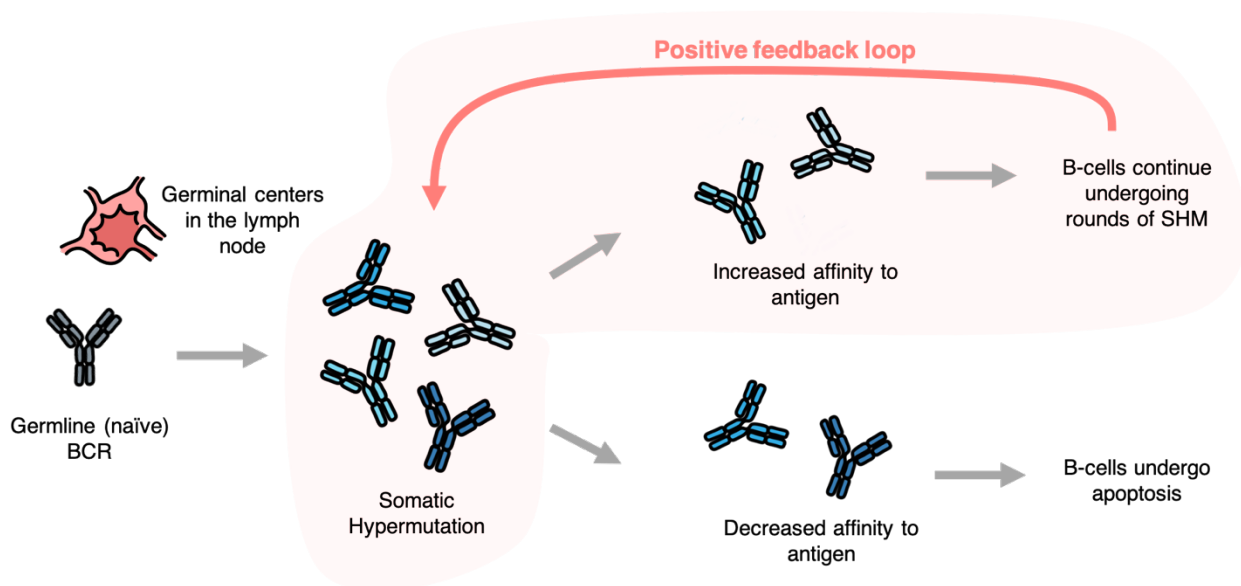 Positive feedback loop
Germinal centers
in the lymph
node
Germline (naïve)
BCR
Somatic
Hypermutation
Increased affinity to
antigen
B-cells continue
undergoing
rounds of SHM
Decreased affinity to
antigen
B-cells undergo
apoptosis